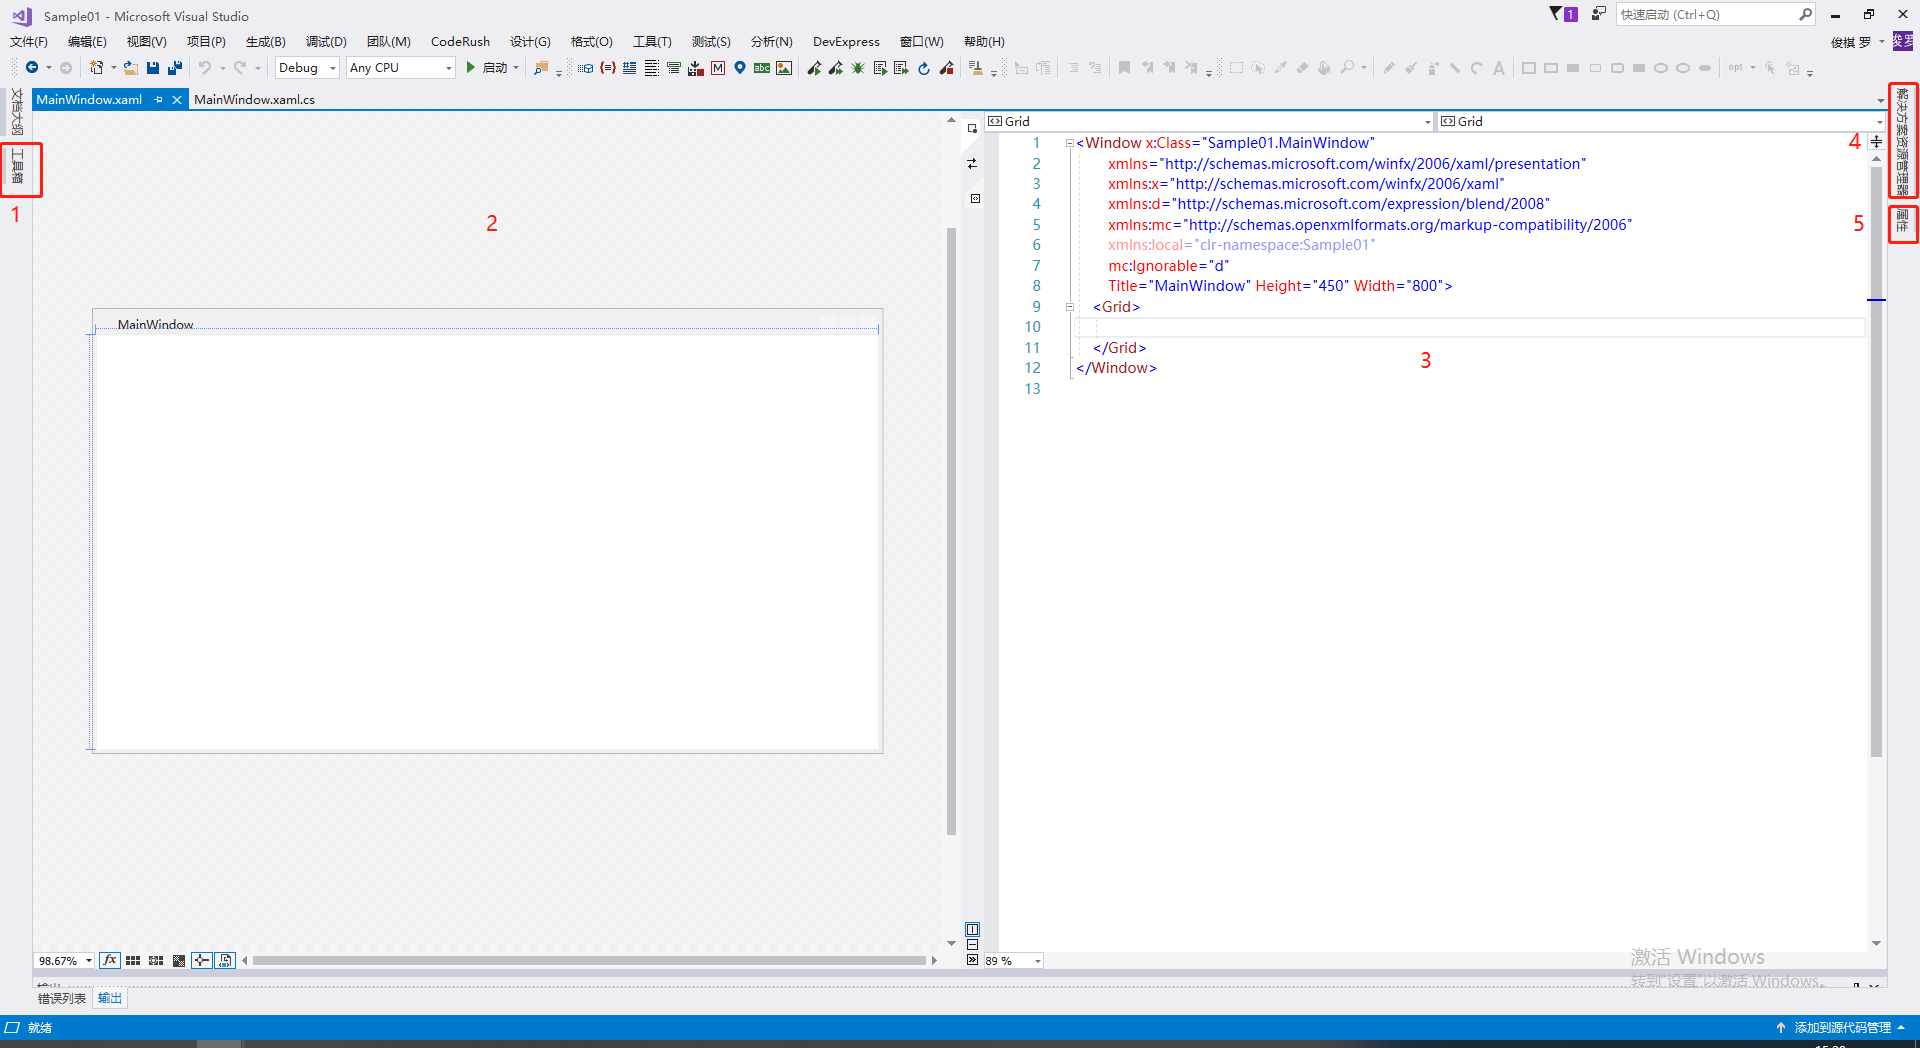 Sample01 - Microsoft Visual Studio
1
快速启动 (Ctrl+Q)
文件(F) 编辑(E) 视图(V) 项目(P) 生成(B) 调试(D) 团队(M) CodeRush 设计(G) 格式(O) 工具(T) 测试(S) 分析(N) DevExpress 窗口(W) 帮助(H)
俊棋 罗
俊罗
Debug Any CPU 启动
M abc opt
MainWindow.xaml MainWindow.xaml.cs
文档大纲
工具箱
1
2
MainWindow
Grid Grid
1 <Window x:Class="Sample01.MainWindow"
2 xmlns="http://schemas.microsoft.com/winfx/2006/xaml/presentation"
3 xmlns:x="http://schemas.microsoft.com/winfx/2006/xaml"
4 xmlns:d="http://schemas.microsoft.com/expression/blend/2008"
5 xmlns:mc="http://schemas.openxmlformats.org/markup-compatibility/2006"
6 xmlns:local="clr-namespace:Sample01"
7 mc:Ignorable="d"
8 Title="MainWindow" Height="450" Width="800">
9 <Grid>
10
11 </Grid>
12 </Window>
13
3
4
解决方案资源管理器
5
属性
98.67% fx
89 %
激活 Windows
转到"设置"以激活 Windows。
错误列表 输出
就绪
添加到源代码管理